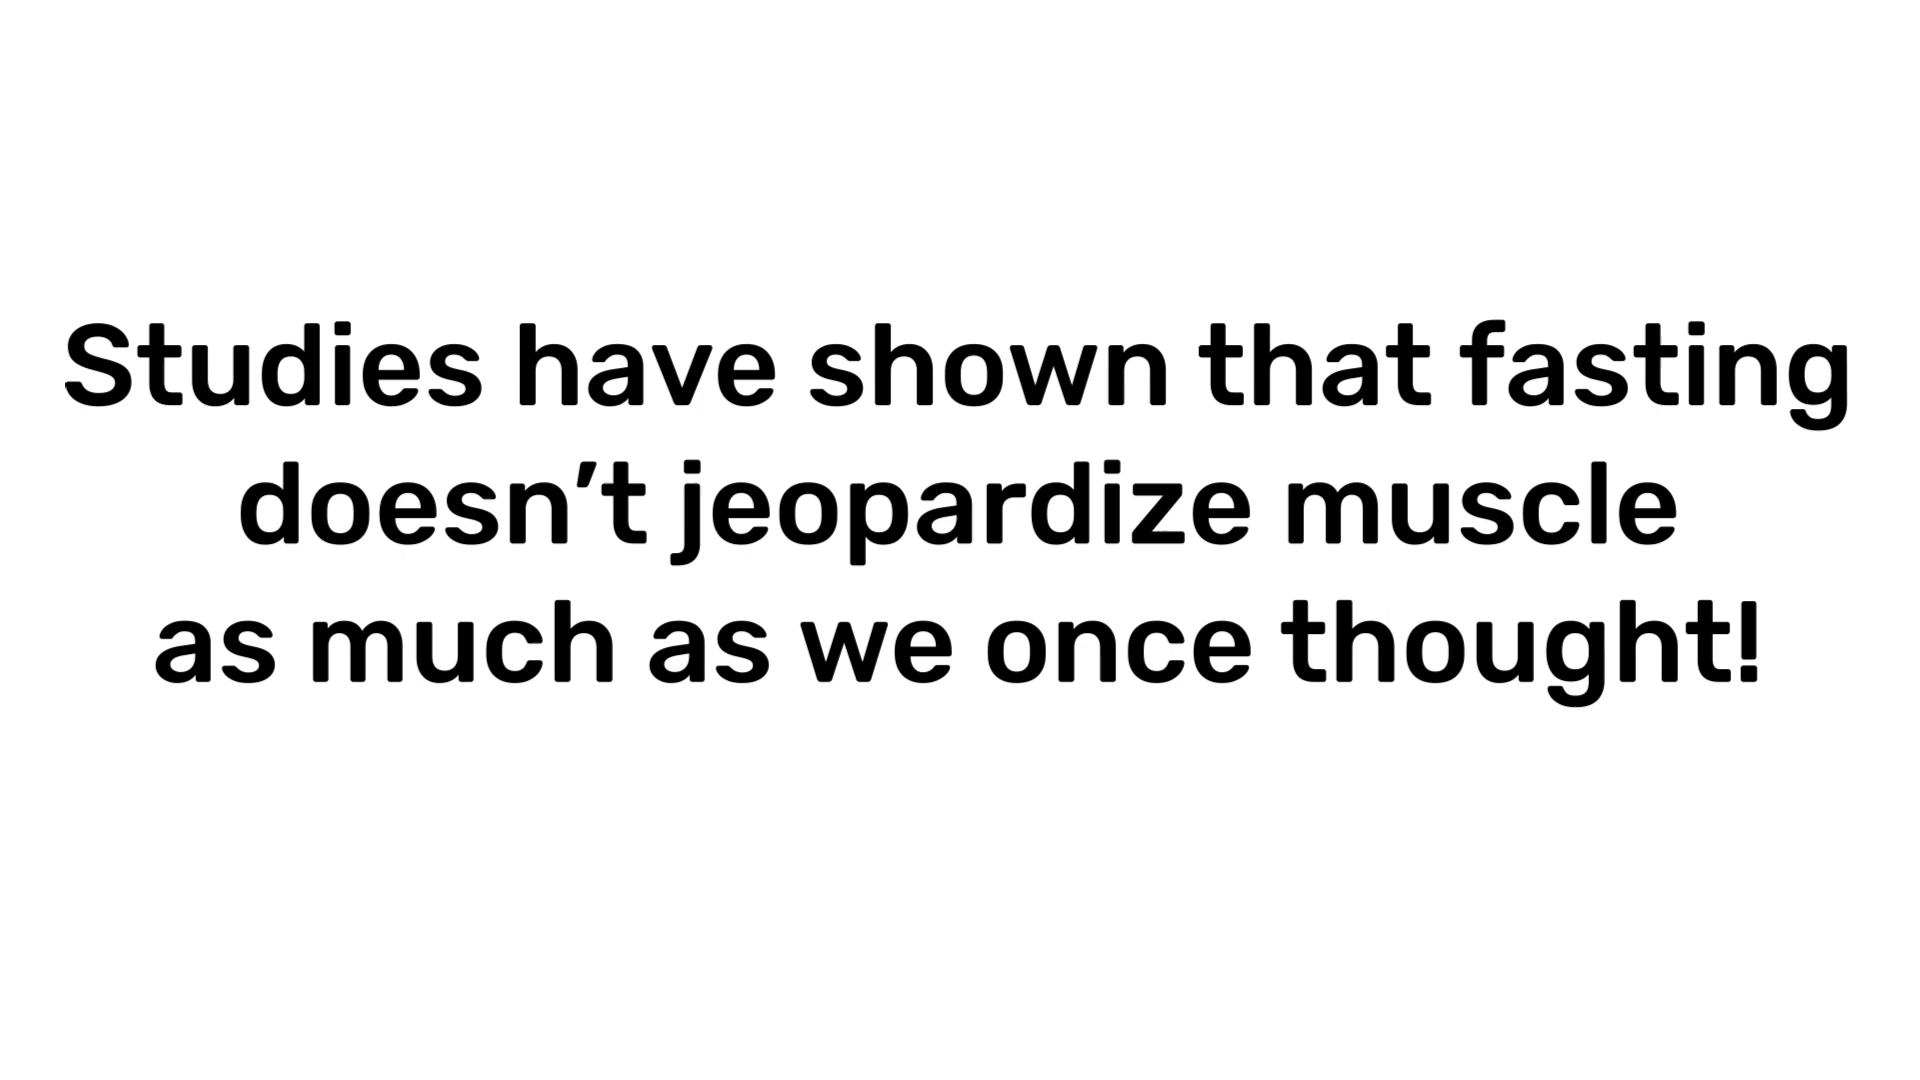 Studies have shown that fasting
doesn’t jeopardize muscle
as much as we once thought!